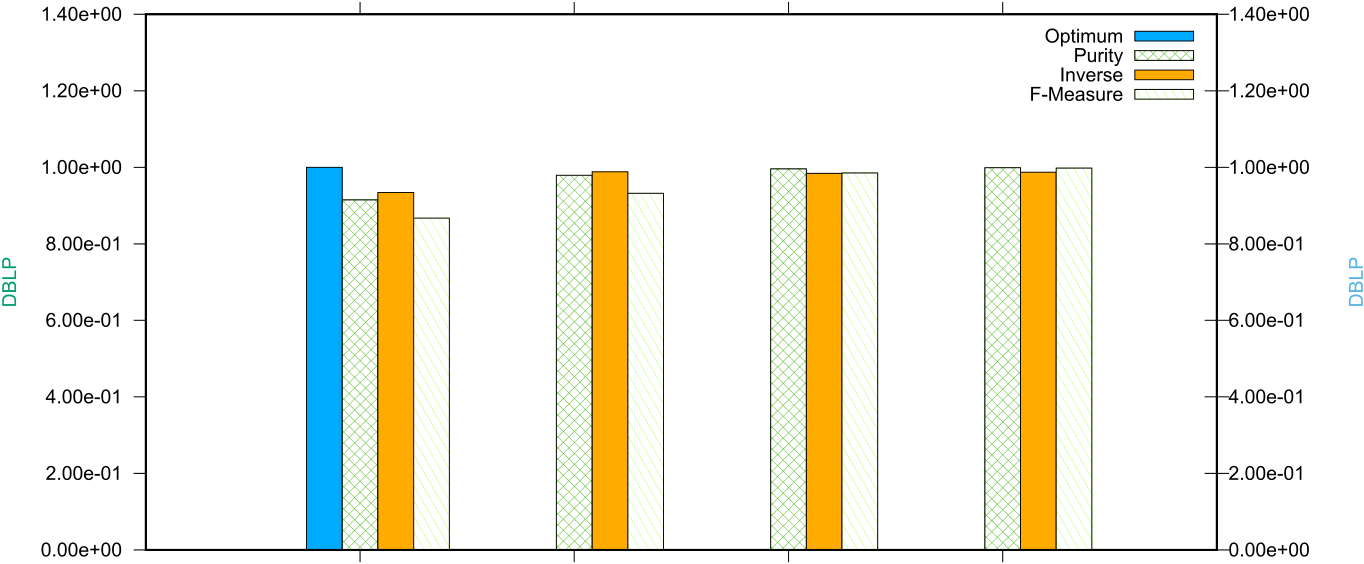 1.40e+00
1.20e+00
1.00e+00
8.00e-01
6.00e-01
4.00e-01
2.00e-01
0.00e+00
DBLP
Optimum
Purity
Inverse
F-Measure
1.40e+00
1.20e+00
1.00e+00
8.00e-01
6.00e-01
4.00e-01
2.00e-01
0.00e+00
DBLP